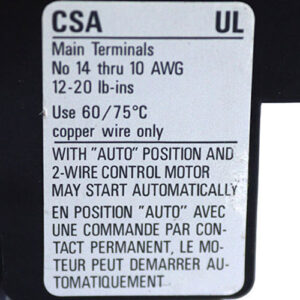 CSA UL
Main Terminals
No 14 thru 10 AWG
12-20 lb-ins
Use 60/75°C
copper wire only
WITH "AUTO" POSITION AND
2-WIRE CONTROL MOTOR
MAY START AUTOMATICALLY
EN POSITION "AUTO" AVEC
UNE COMMANDE PAR CON-
TACT PERMANENT, LE MO-
TEUR PEUT DEMARRER AU-
TOMATIQUEMENT